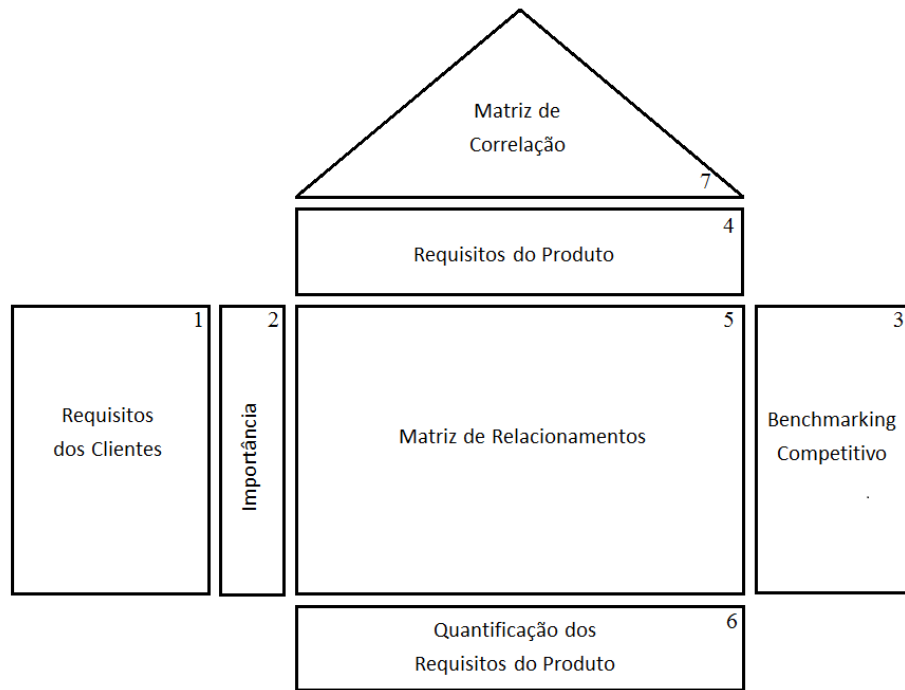 Matriz de
Correlação
7
4
Requisitos do Produto
1
2
5
3
Requisitos
dos Clientes
Importância
Matriz de Relacionamentos
Benchmarking
Competitivo
.
Quantificação dos
Requisitos do Produto
6